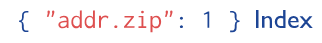 { "addr.zip": 1 } Index